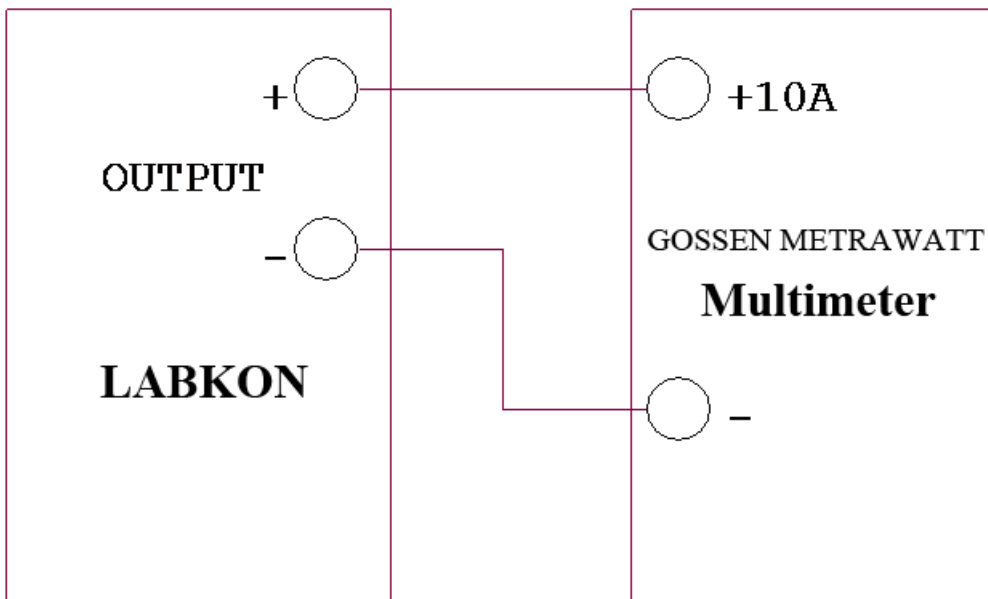 +
OUTPUT
-
LABKON
+10A
GOSSEN METRAWATT
Multimeter
-